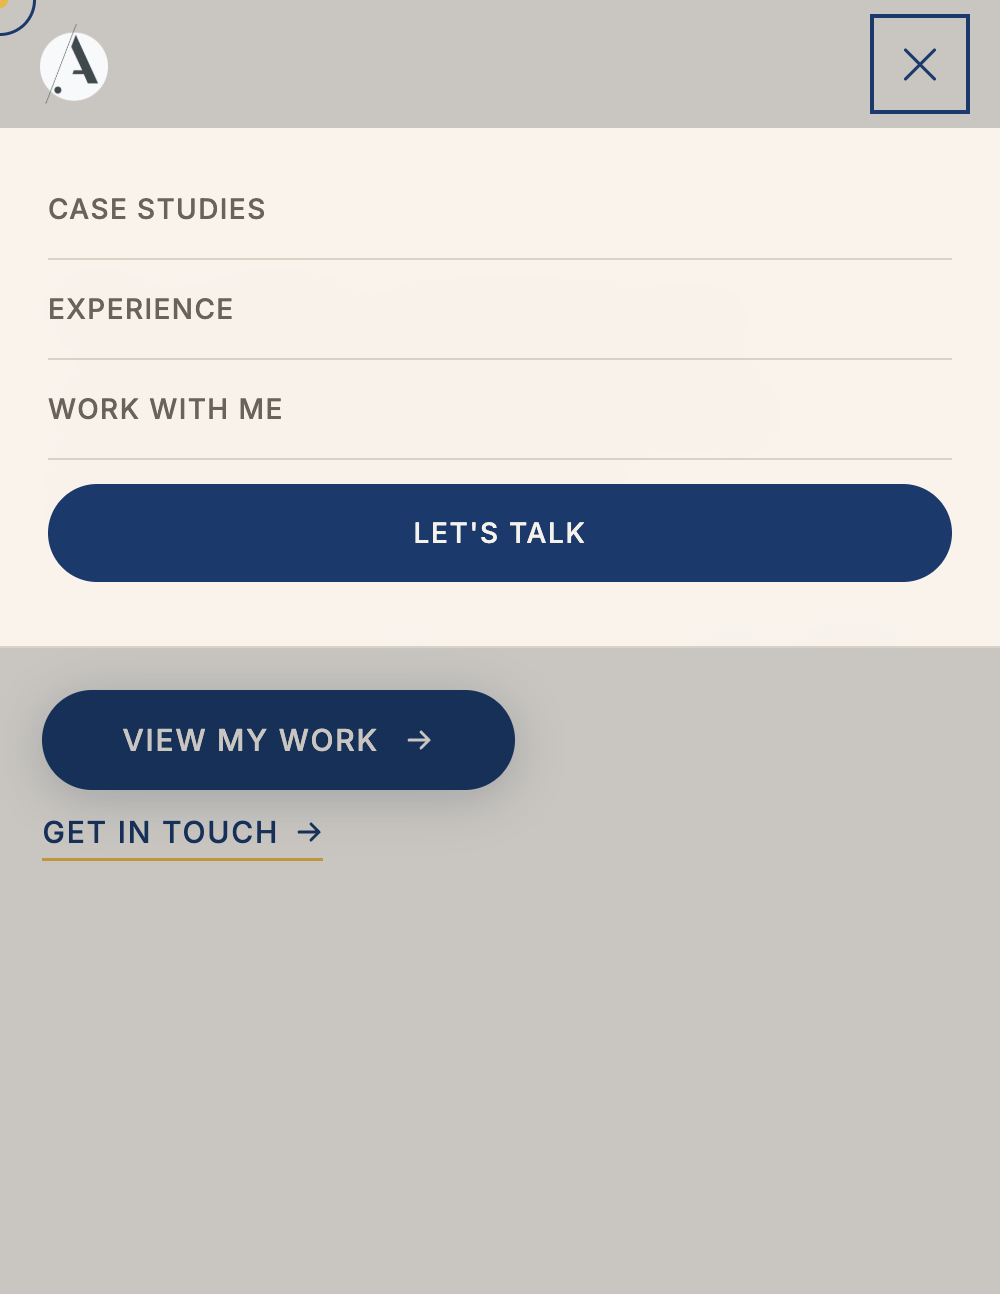 A
CASE STUDIES
EXPERIENCE
WORK WITH ME
LET'S TALK
VIEW MY WORK →
GET IN TOUCH →